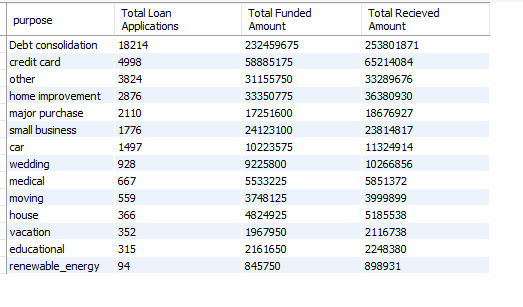 purpose Total Loan Applications Total Funded Amount Total Recieved Amount
Debt consolidation 18214 232459675 253801871
credit card 4998 58885175 65214084
other 3824 31155750 33289676
home improvement 2876 33350775 36380930
major purchase 2110 17251600 18676927
small business 1776 24123100 23814817
car 1497 10223575 11324914
wedding 928 9225800 10266856
medical 667 5533225 5851372
moving 559 3748125 3999899
house 366 4824925 5185538
vacation 352 1967950 2116738
educational 315 2161650 2248380
renewable_energy 94 845750 898931